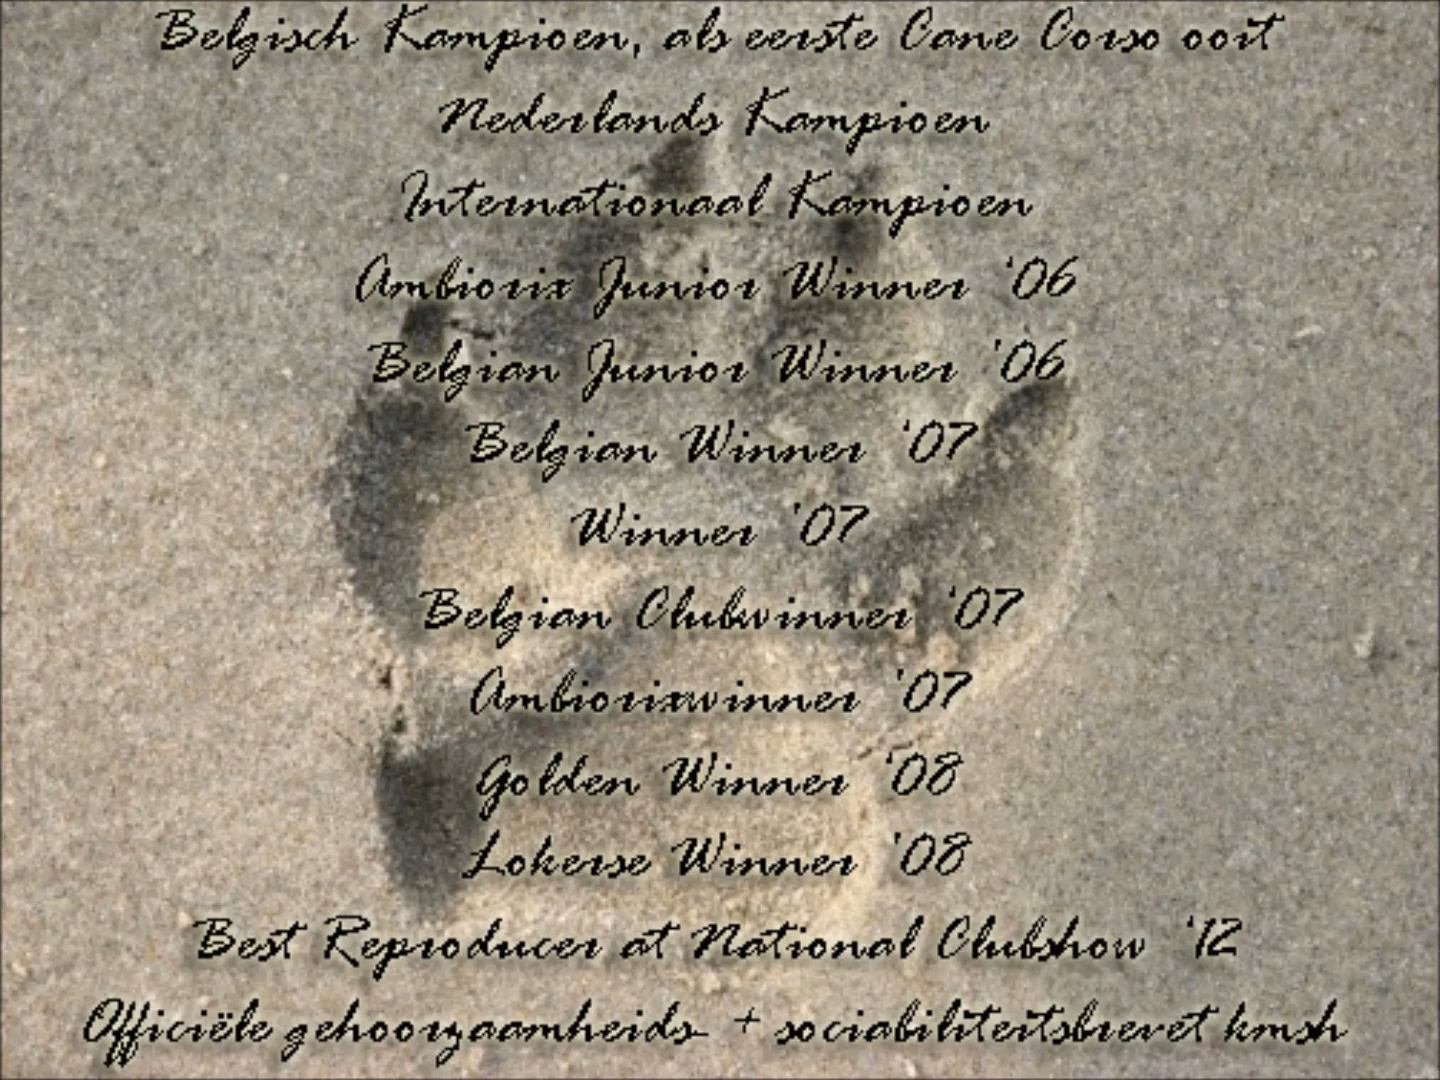 Belgisch Kampioen, als eerste Cane Corso ooit
Nederlands Kampioen
Internationaal Kampioen
Ambiorix Junior Winner '06
Belgian Junior Winner '06
Belgian Winner '07
Winner '07
Belgian Clubwinner '07
Ambiorixwinner '07
Golden Winner '08
Lokerse Winner '08
Best Reproducer at National Clubshow '12
Officiële gehoorzaamheids- + sociabiliteitsbrevet kmsh